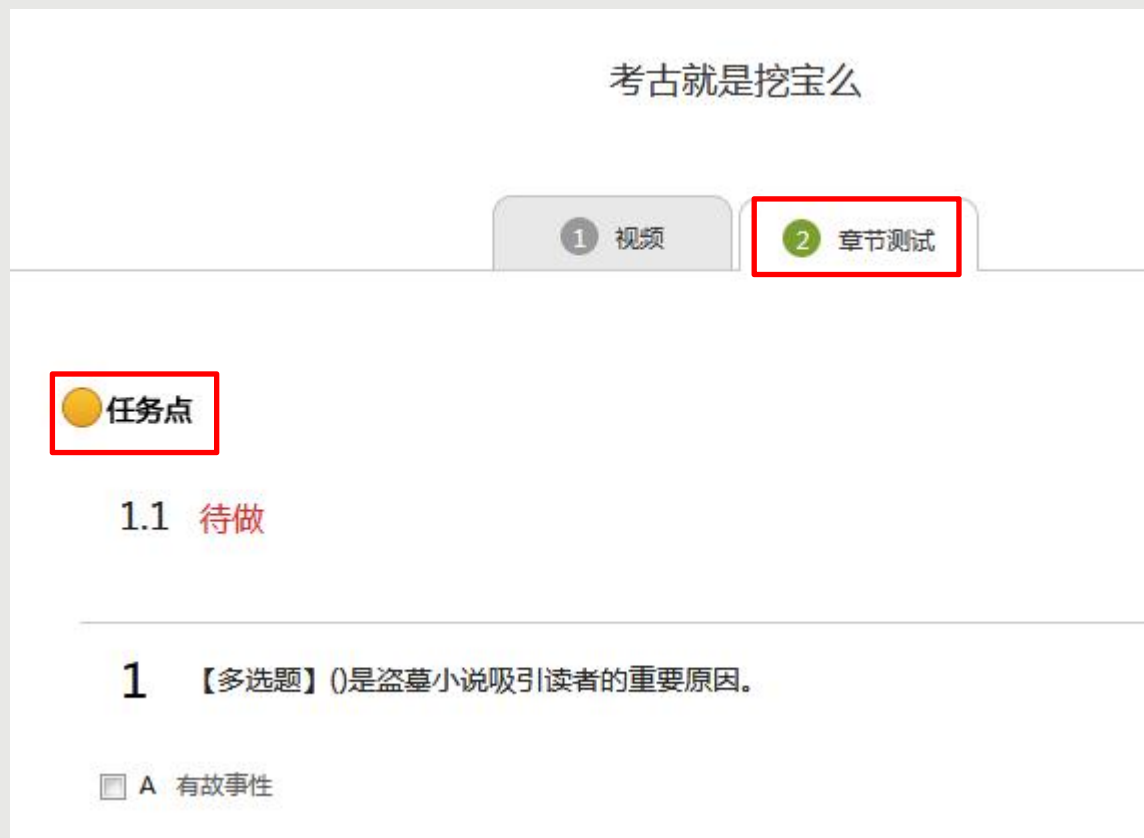 考古就是挖宝么
1 视频 2 章节测试
任务点
1.1 待做
1 【多选题】()是盗墓小说吸引读者的重要原因。
A 有故事性